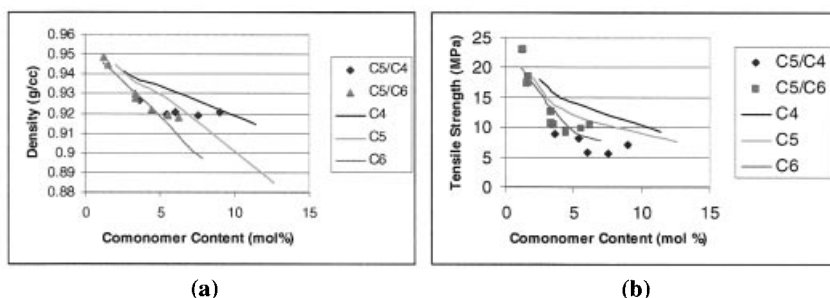 0.96
0.95
0.94
0.93
0.92
0.91
0.9
0.89
0.88
Density (g/cc)
0
5
10
15
Comonomer Content (mol%)
C5/C4
C5/C6
C4
C5
C6
(a)
25
20
15
10
5
0
Tensile Strength (MPa)
0
5
10
15
Comonomer Content (mol %)
C5/C4
C5/C6
C4
C5
C6
(b)